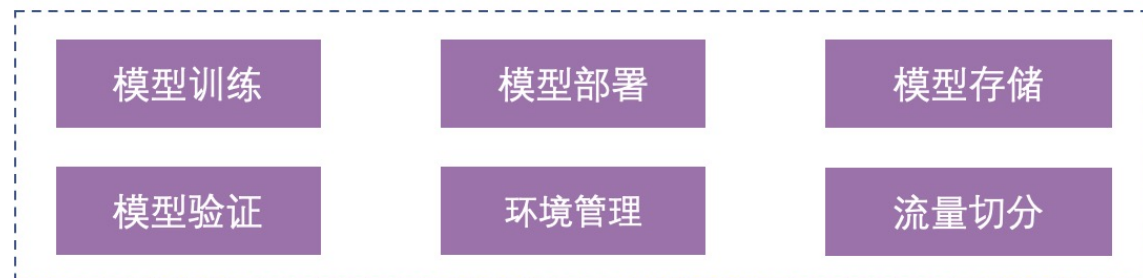 模型训练
模型部署
模型存储
模型验证
环境管理
流量切分